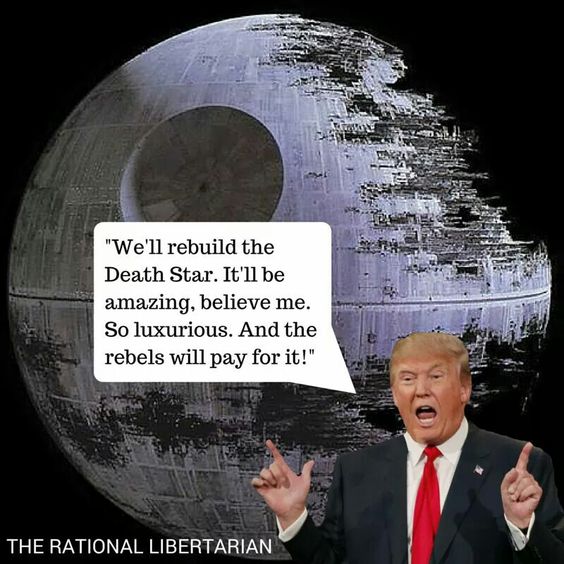 "We'll rebuild the
Death Star. It'll be
amazing, believe me.
So luxurious. And the
rebels will pay for it!"
THE RATIONAL LIBERTARIAN